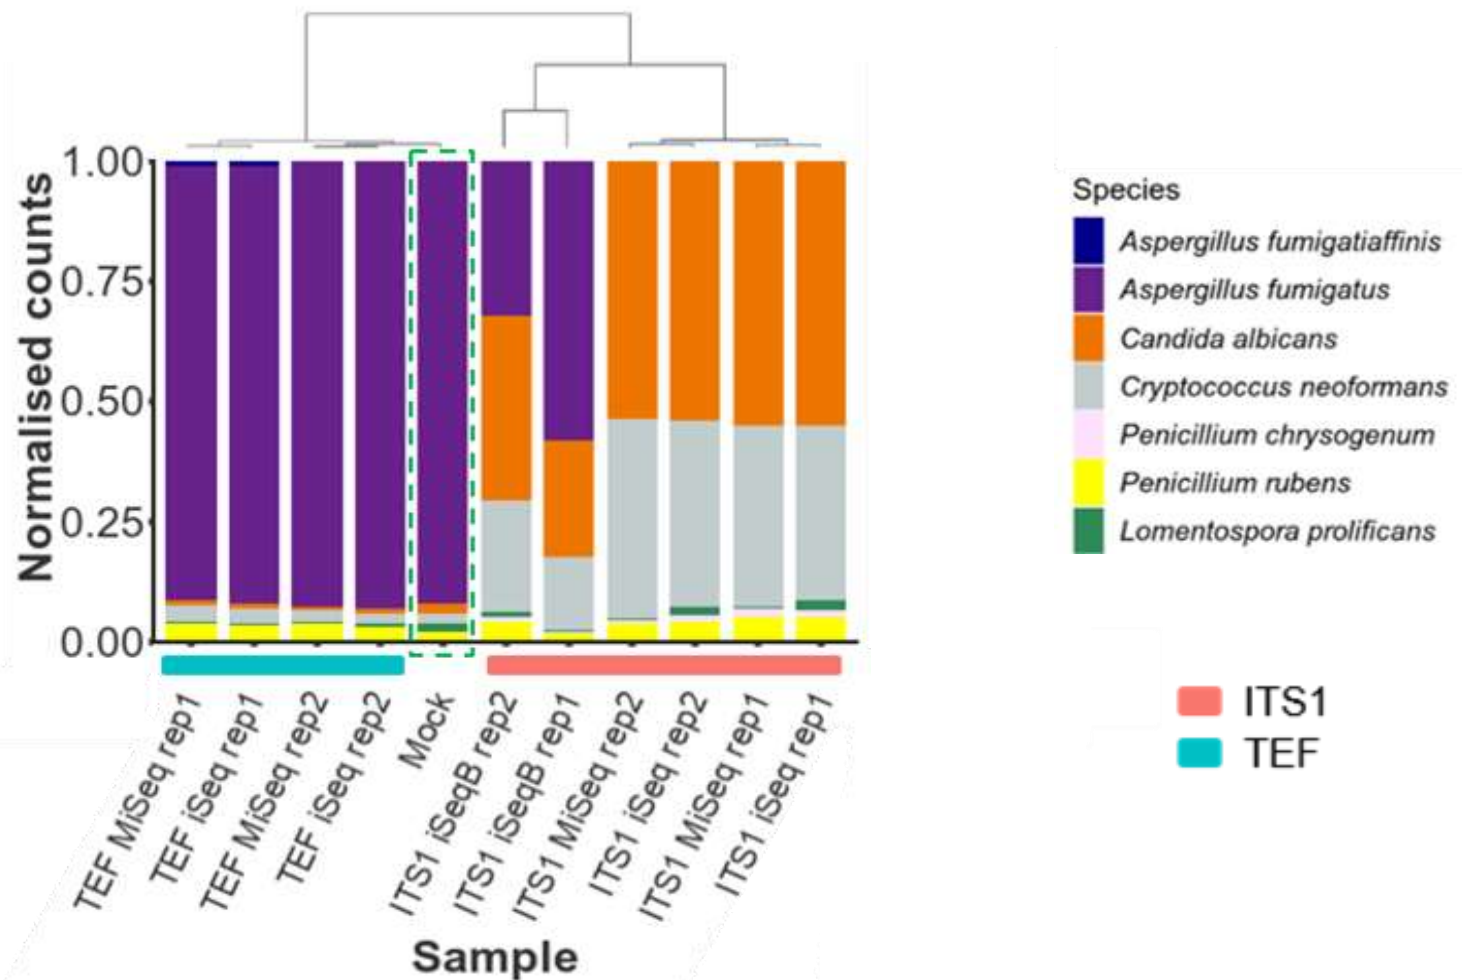 Normalised counts
1.00
0.75
0.50
0.25
0.00
TEF MiSeq rep1
TEF iSeq rep1
TEF MiSeq rep2
TEF iSeq rep2
Mock
ITS1 iSeqB rep2
ITS1 iSeqB rep1
ITS1 MiSeq rep2
ITS1 iSeq rep2
ITS1 MiSeq rep1
ITS1 iSeq rep1
Sample
Species
Aspergillus fumigatiaffinis
Aspergillus fumigatus
Candida albicans
Cryptococcus neoformans
Penicillium chrysogenum
Penicillium rubens
Lomentospora prolificans
ITS1
TEF